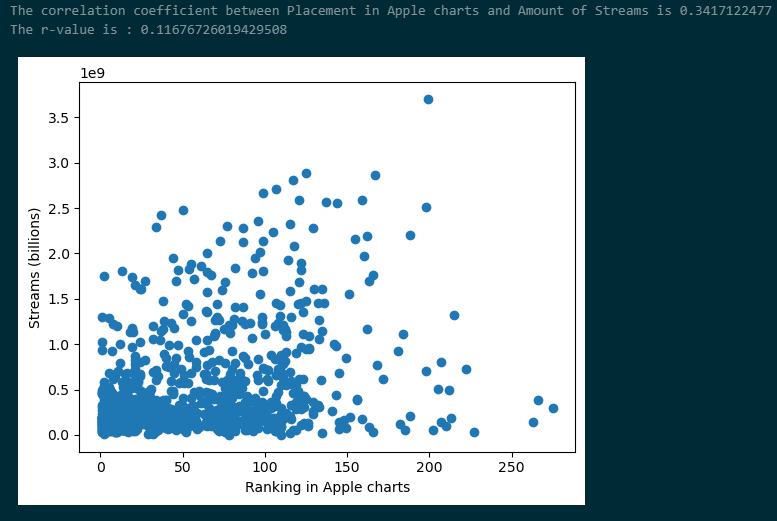 The correlation coefficient between Placement in Apple charts and Amount of Streams is 0.3417122477
The r-value is : 0.11676726019429508
1e9
3.5
3.0
2.5
2.0
1.5
1.0
0.5
0.0
Streams (billions)
0 50 100 150 200 250
Ranking in Apple charts